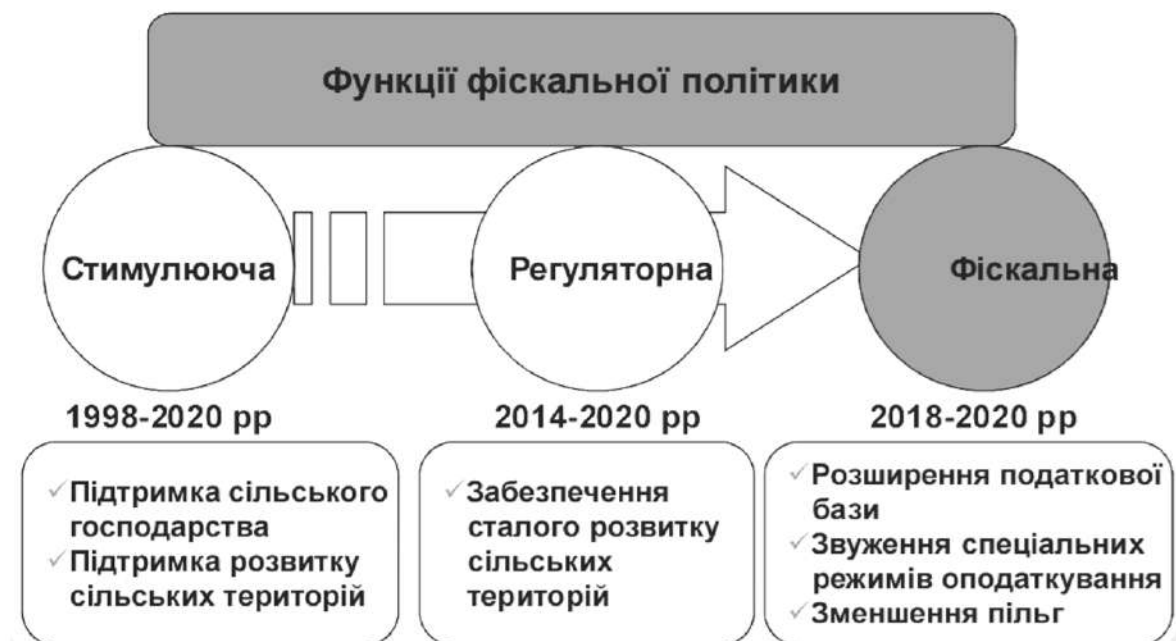 Функції фіскальної політики
Стимулююча
Регуляторна
Фіскальна
1998-2020 рр
2014-2020 рр
2018-2020 рр
✓Підтримка сільського
господарства
✓Підтримка розвитку
сільських територій
✓Забезпечення
сталого розвитку
сільських
територій
✓Розширення податкової
бази
✓Звуження спеціальних
режимів оподаткування
✓Зменшення пільг